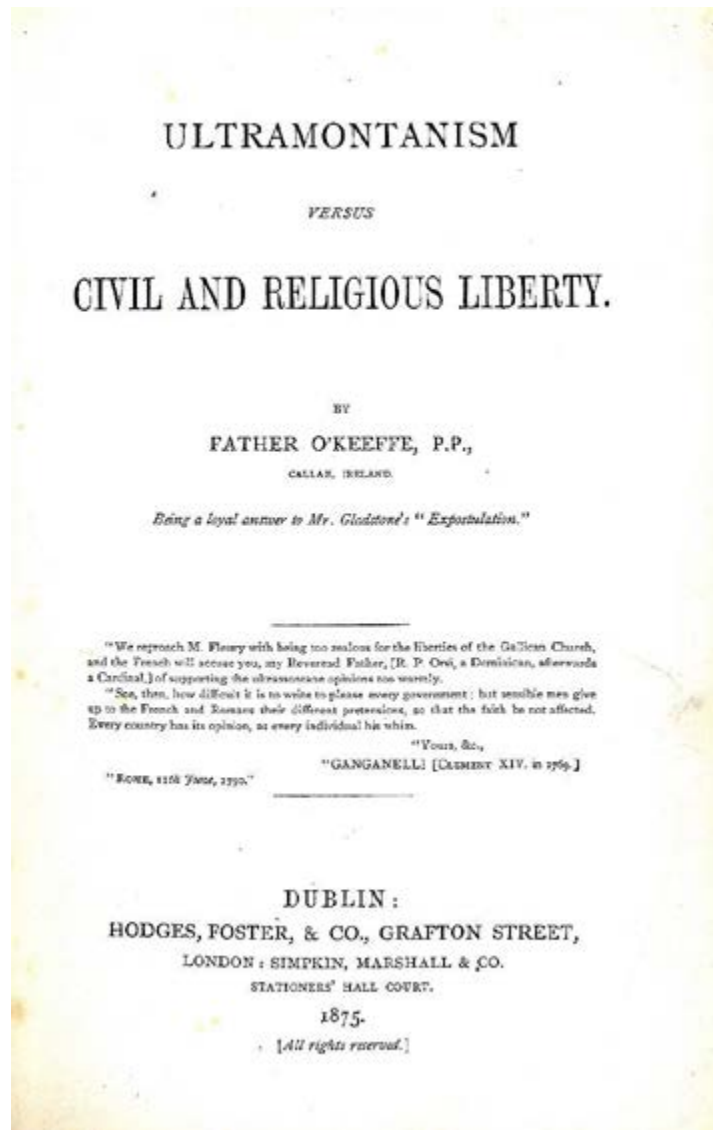 ULTRAMONTANISM
VERSUS
CIVIL AND RELIGIOUS LIBERTY.
BY
FATHER O'KEEFFE, P.P.,
CALLAN, IRELAND.
Being a loyal answer to Mr. Gladstone's "Expostulation."
"We reproach M. Fleury with being too zealous for the liberties of the Gallican Church,
and the French will accuse you, my Reverend Father, [R. P. Orsi, a Dominican, afterwards
a Cardinal,] of supporting the ultramontane opinions too warmly.
"See, then, how difficult it is to write to please every government; but sensible men give
up to the French and Romans their different pretensions, so that the faith be not affected.
Every country has its opinion, as every individual his whim.
"Yours, &c.,
"GANGANELLI [CLEMENT XIV. in 1769.]
"ROME, 11th
DUBLIN:
HODGES, FOSTER, & CO., GRAFTON STREET,
LONDON: SIMPKIN, MARSHALL & CO.
STATIONERS' HALL COURT.
1875.
[All rights reserved.]